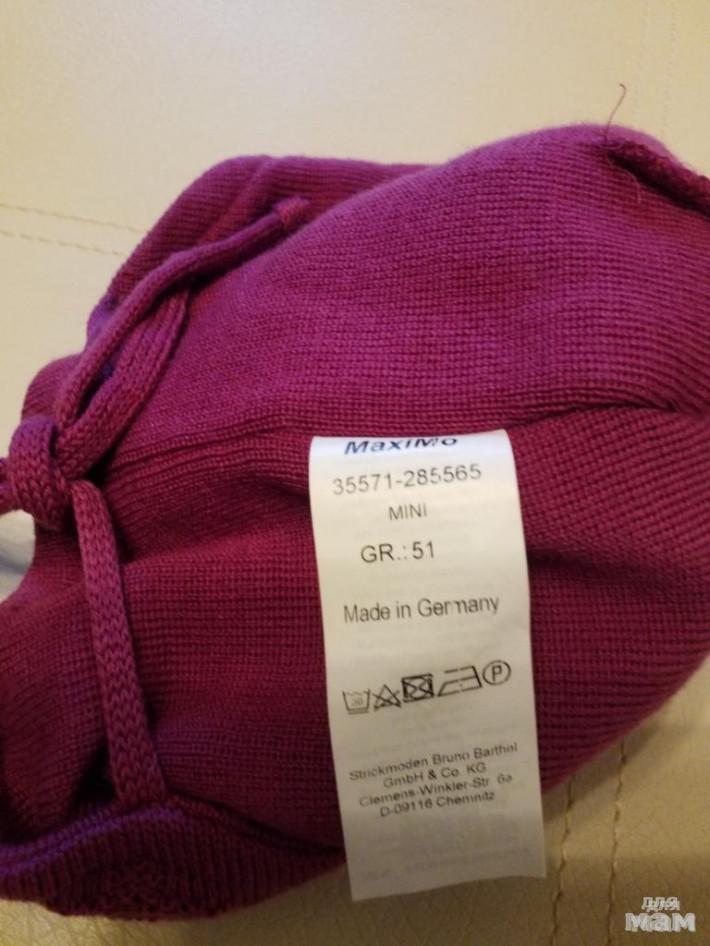 MaxiMo
35571-285565
MINI
GR.: 51
Made in Germany
30
P
Strickmoden Bruno Barthel
GmbH & Co. KG
Clemens-Winkler-Str. 6a
D-09116 Chemnitz
для
мам